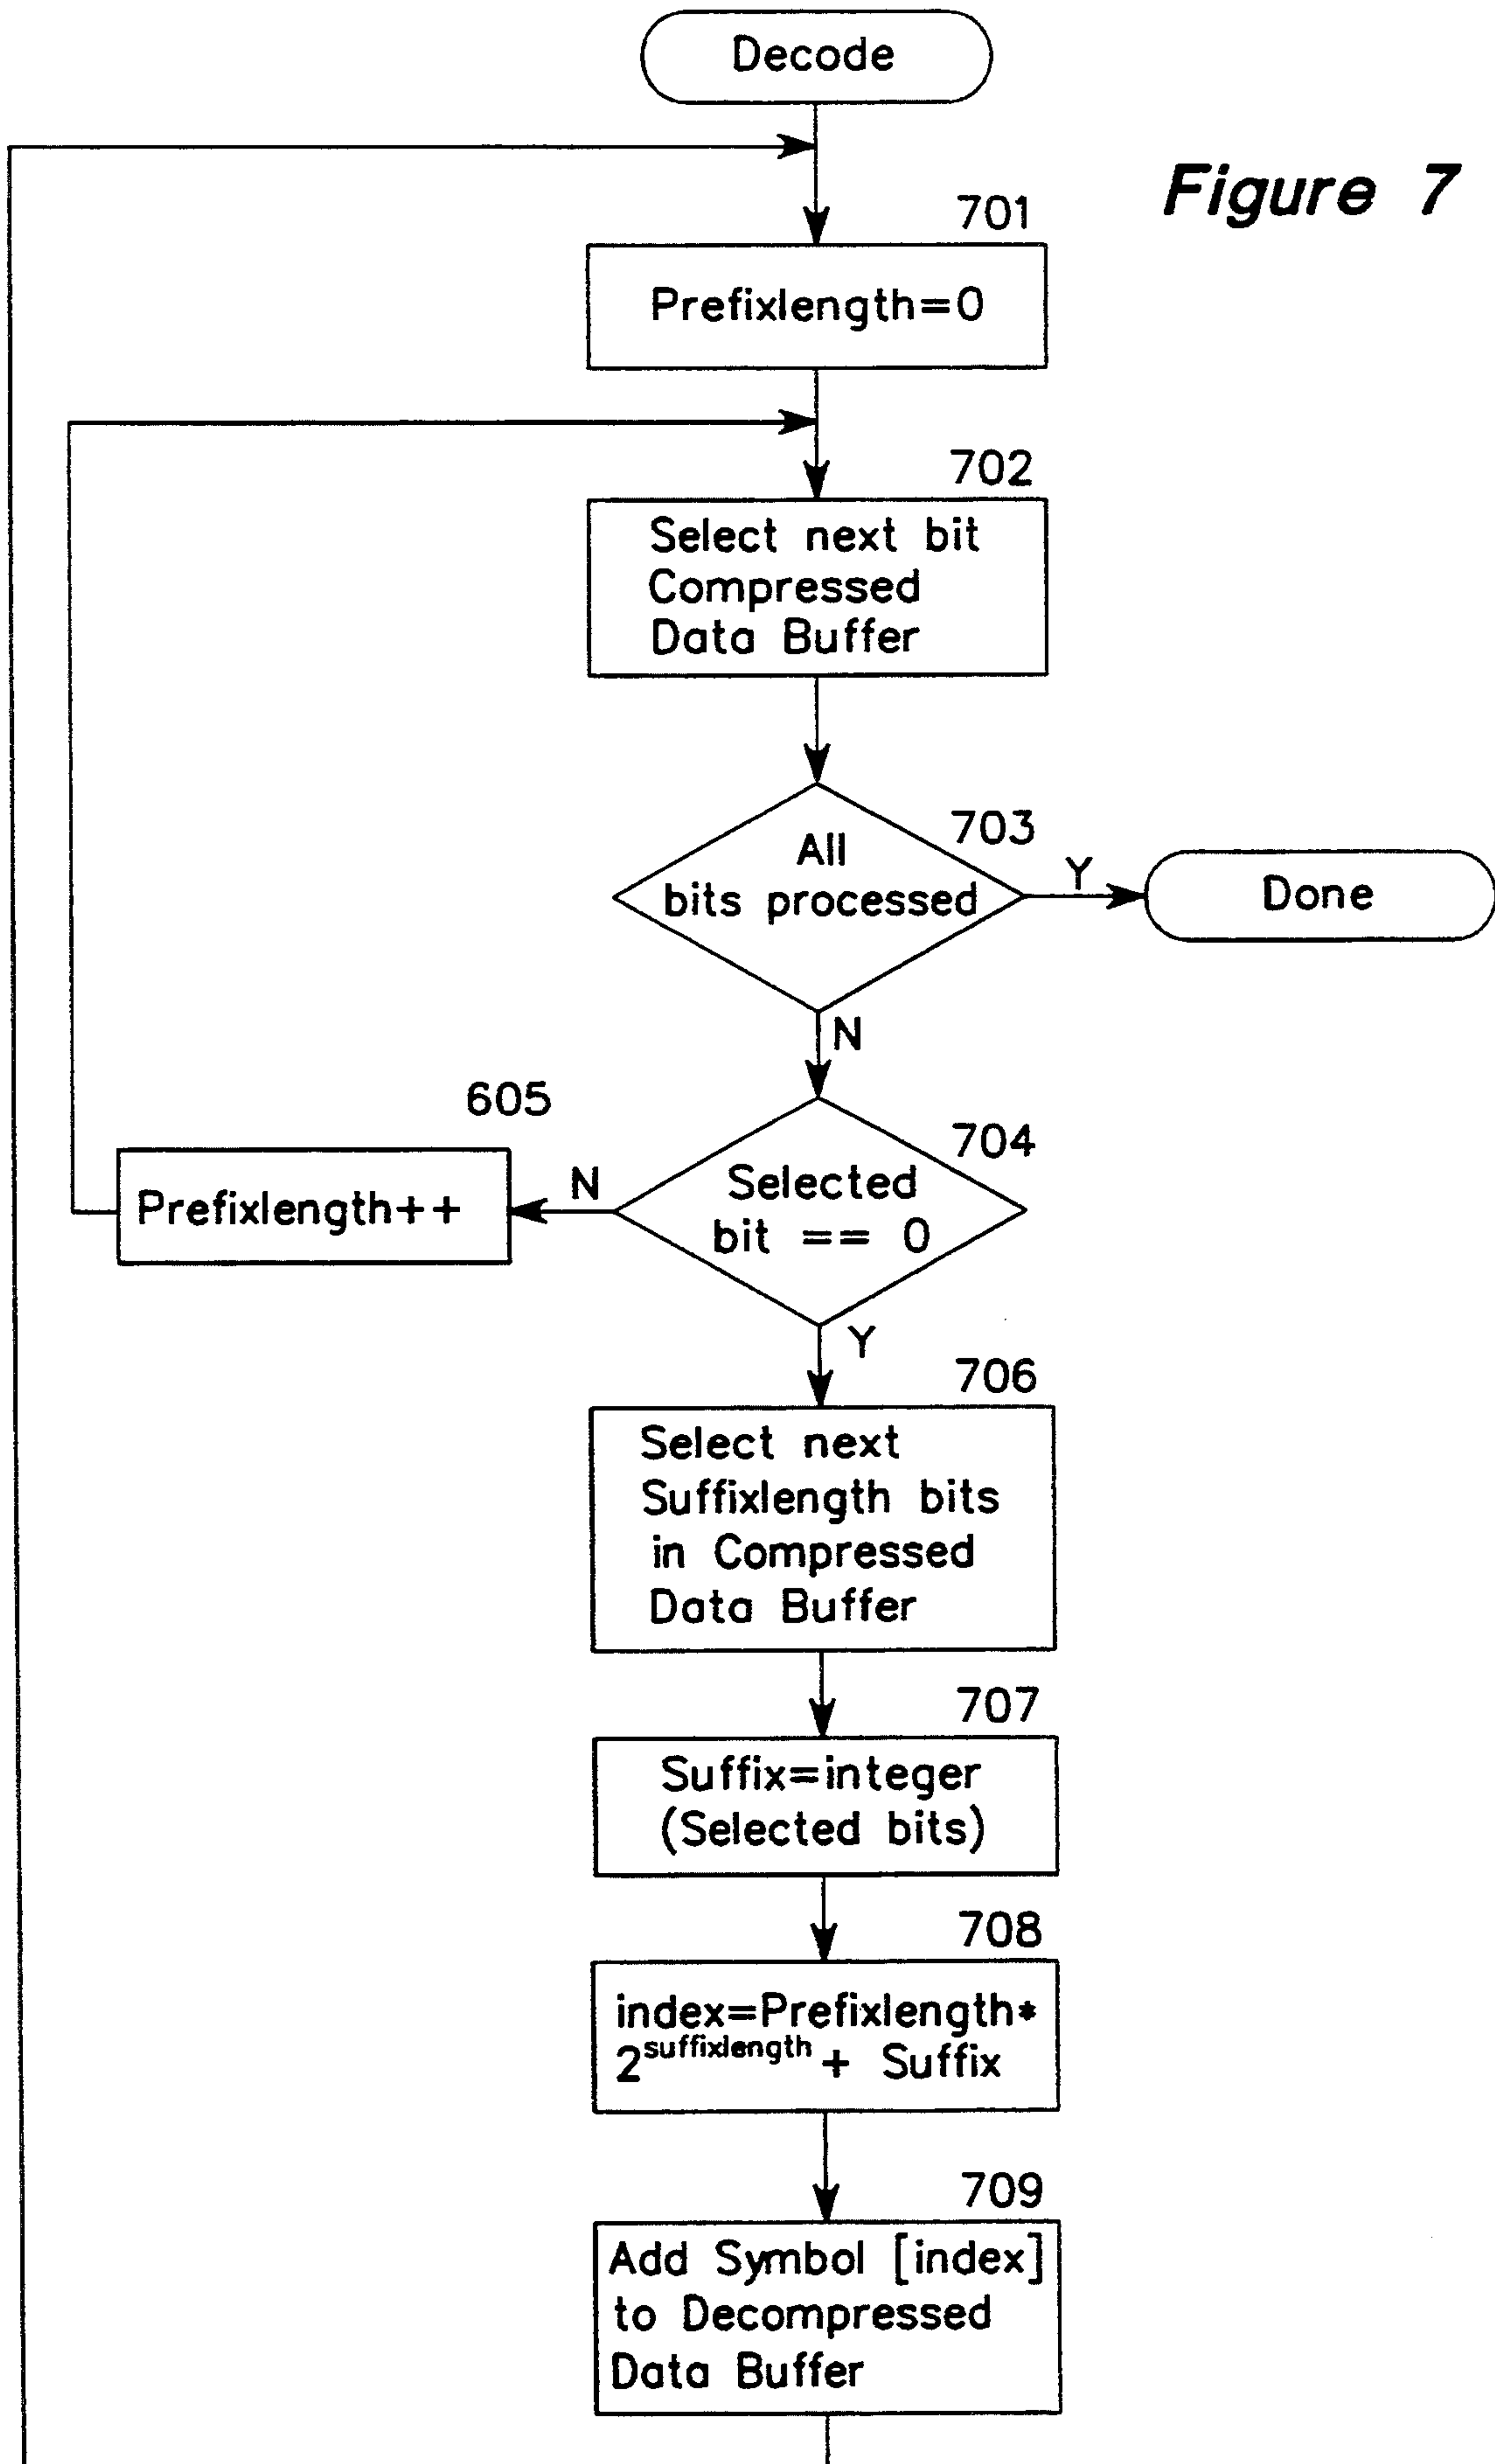 Decode
Figure 7
701
Prefixlength=0
702
Select next bit
Compressed
Data Buffer
703
All
bits processed
Y
Done
N
605
704
Prefixlength++
N
Selected
bit == 0
Y
706
Select next
Suffixlength bits
in Compressed
Data Buffer
707
Suffix=integer
(Selected bits)
708
index=Prefixlength*
2^suffixlength + Suffix
709
Add Symbol [index]
to Decompressed
Data Buffer